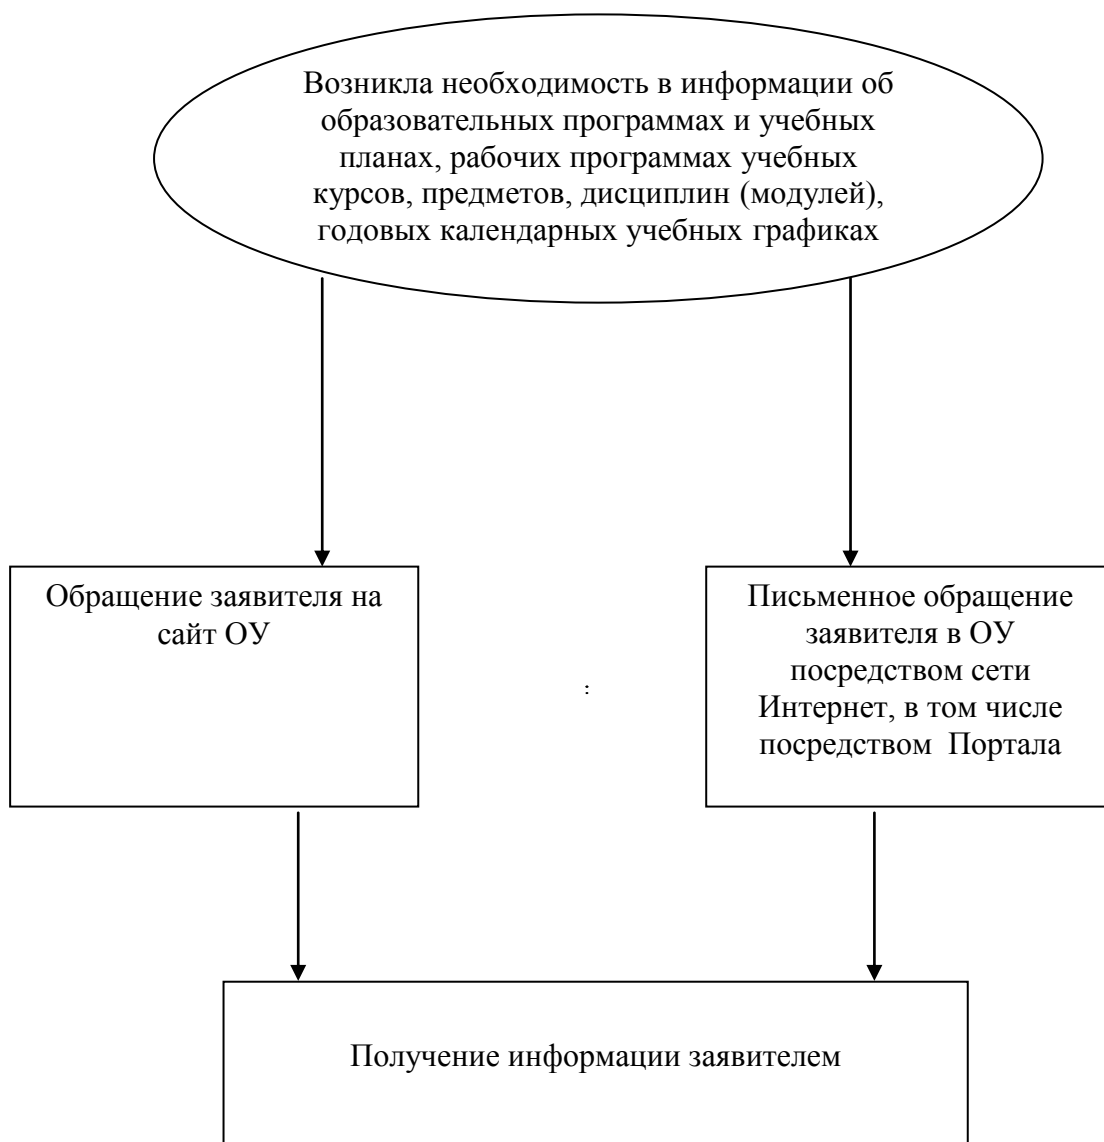 Возникла необходимость в информации об
образовательных программах и учебных
планах, рабочих программах учебных
курсов, предметов, дисциплин (модулей),
годовых календарных учебных графиках
Обращение заявителя на
сайт ОУ
:
Письменное обращение
заявителя в ОУ
посредством сети
Интернет, в том числе
посредством  Портала
Получение информации заявителем